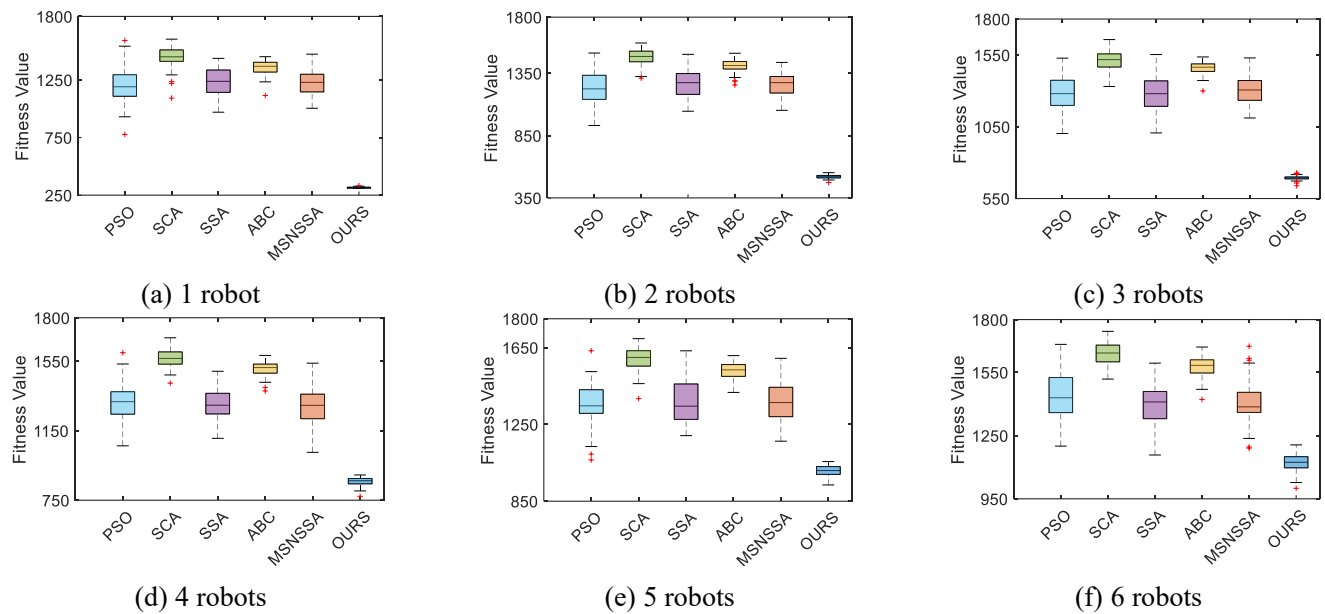 Fitness Value
1800
1250
750
250
PSO
SCA
SSA
ABC
MSNSSA
OURS
(a) 1 robot
Fitness Value
1800
1350
850
350
PSO
SCA
SSA
ABC
MSNSSA
OURS
(b) 2 robots
Fitness Value
1800
1550
1050
550
PSO
SCA
SSA
ABC
MSNSSA
OURS
(c) 3 robots
Fitness Value
1800
1550
1150
750
PSO
SCA
SSA
ABC
MSNSSA
OURS
(d) 4 robots
Fitness Value
1800
1650
1250
850
PSO
SCA
SSA
ABC
MSNSSA
OURS
(e) 5 robots
Fitness Value
1800
1550
1250
950
PSO
SCA
SSA
ABC
MSNSSA
OURS
(f) 6 robots